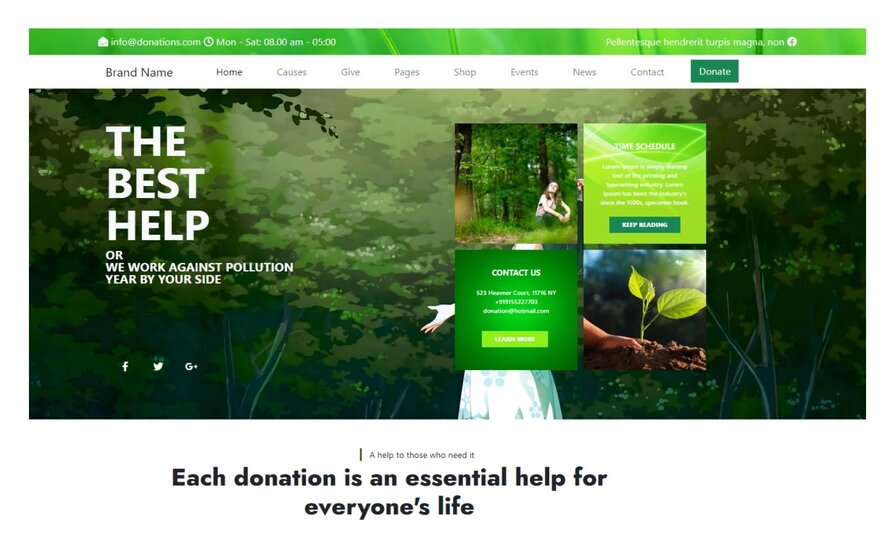 info@donations.com Mon - Sat: 08.00 am - 05:00
Pellentesque hendrerit turpis magna, non
Brand Name Home Causes Give Pages Shop Events News Contact Donate
THE
BEST
HELP
OR
WE WORK AGAINST POLLUTION
YEAR BY YOUR SIDE
TIME SCHEDULE
Lorem Ipsum is simply dummy
text of the printing and
typesetting industry. Lorem
Ipsum has been the industry's
since the 1500s, specimen book.
KEEP READING
CONTACT US
523 Heavner Court, 11716 NY
+919155227703
donation@hotmail.com
LEARN MORE
A help to those who need it
Each donation is an essential help for
everyone's life